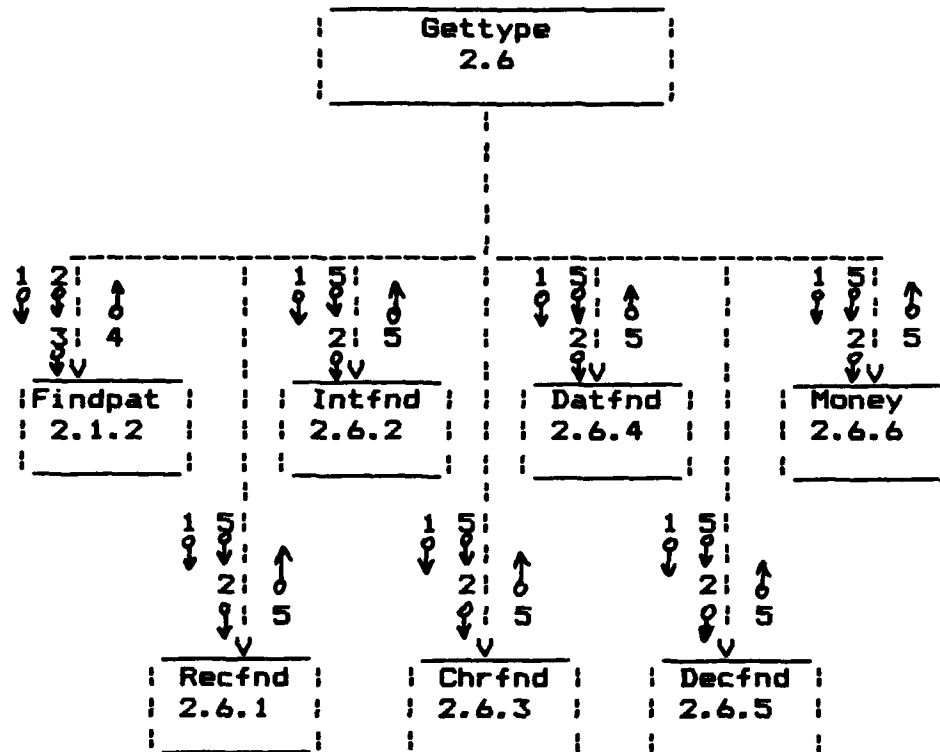 Gettype
2.6
1 2 1 5 1 5 1 5
3 4 2 5 2 5 2 5
Findpat Intfnd Datfnd Money
2.1.2 2.6.2 2.6.4 2.6.6
1 5 1 5 1 5
2 2 2
5 5 5
Recfnd Chrfnd Decfnd
2.6.1 2.6.3 2.6.5